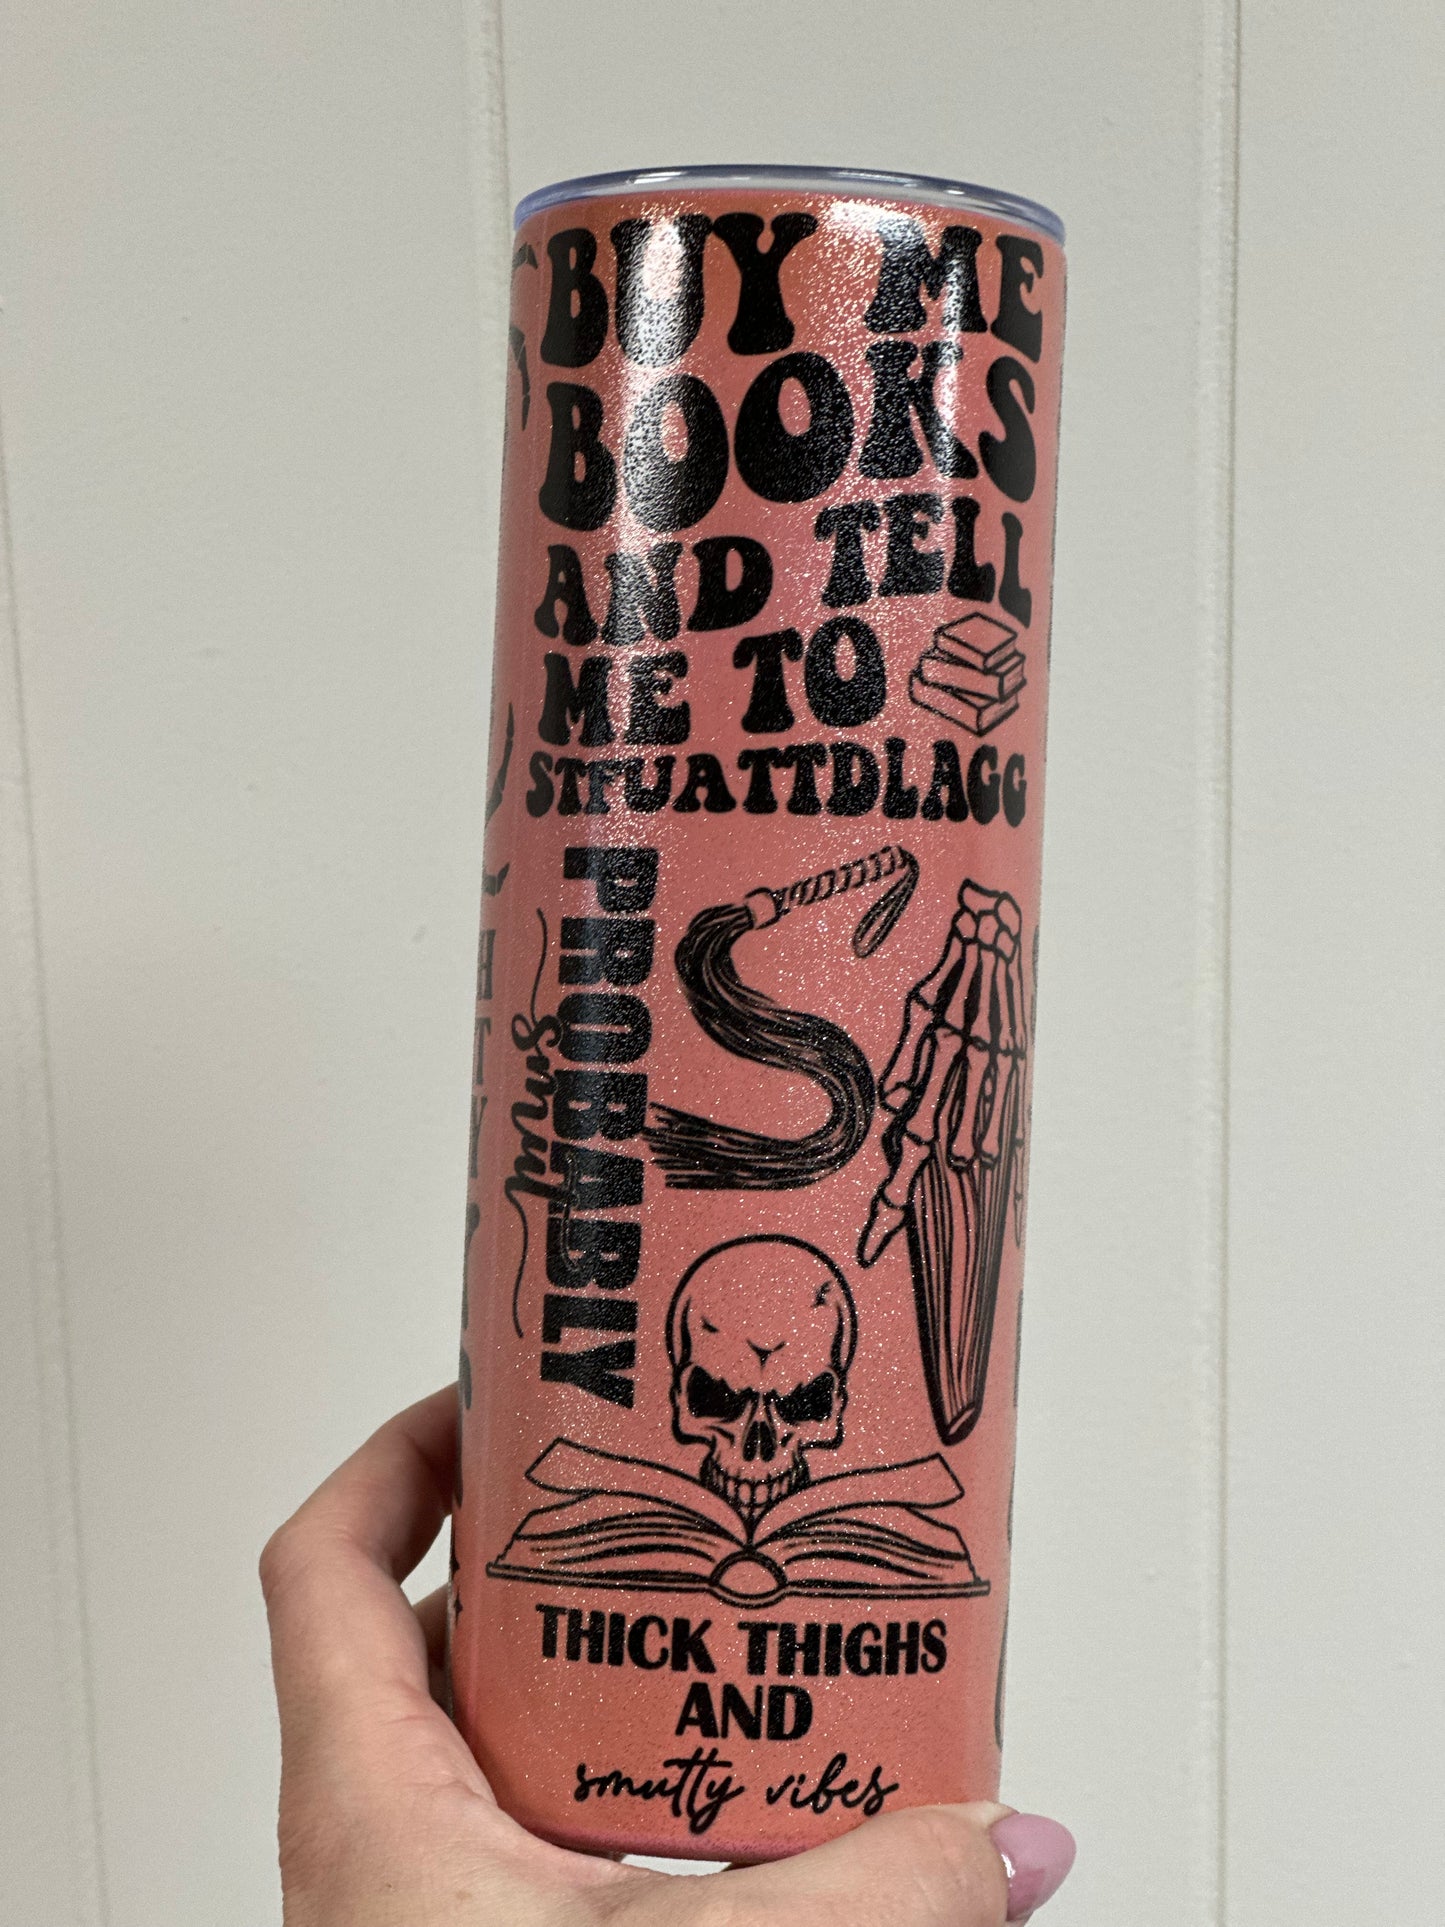 BUY ME
BOOKS
AND TELL
ME TO
STFUATTDLAGG
PROBABLY
smut
THICK THIGHS
AND
smutty vibes